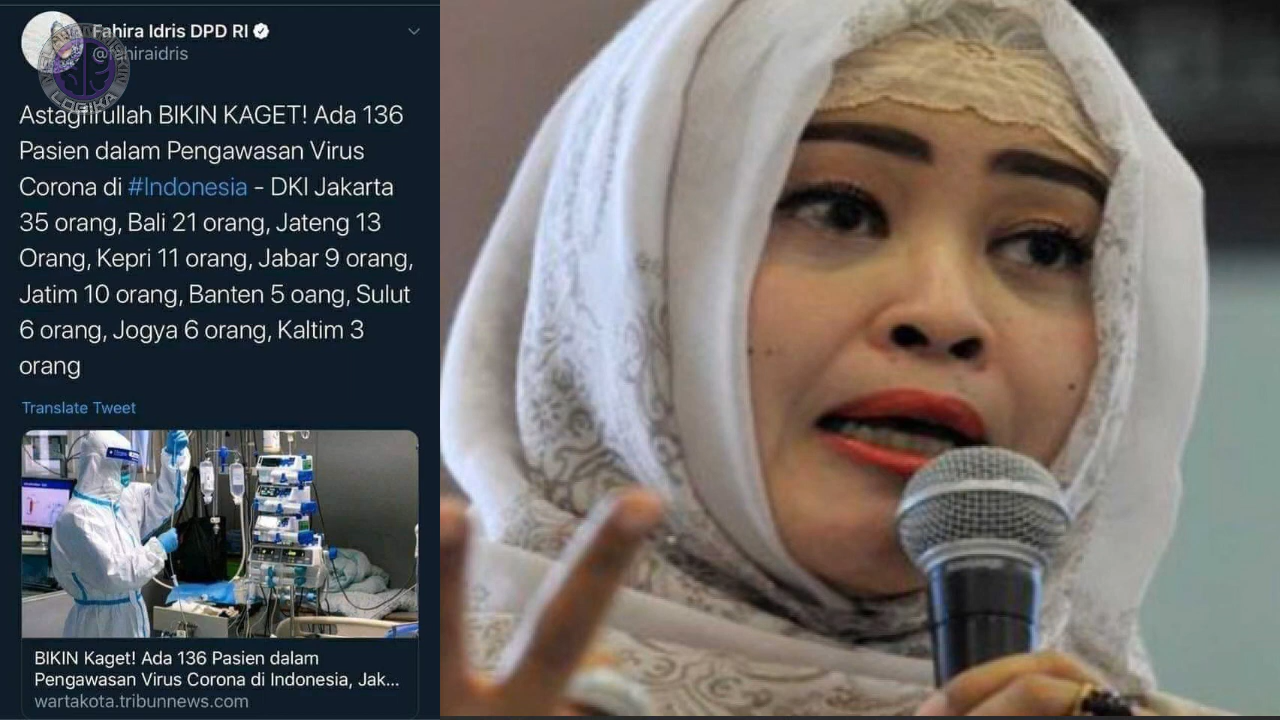 Fahira Idris DPD RI
@fahiraidris
LOGIKA
Astagfirullah BIKIN KAGET! Ada 136
Pasien dalam Pengawasan Virus
Corona di #Indonesia - DKI Jakarta
35 orang, Bali 21 orang, Jateng 13
Orang, Kepri 11 orang, Jabar 9 orang,
Jatim 10 orang, Banten 5 oang, Sulut
6 orang, Jogya 6 orang, Kaltim 3
orang
Translate Tweet
BIKIN Kaget! Ada 136 Pasien dalam
Pengawasan Virus Corona di Indonesia, Jak...
wartakota.tribunnews.com